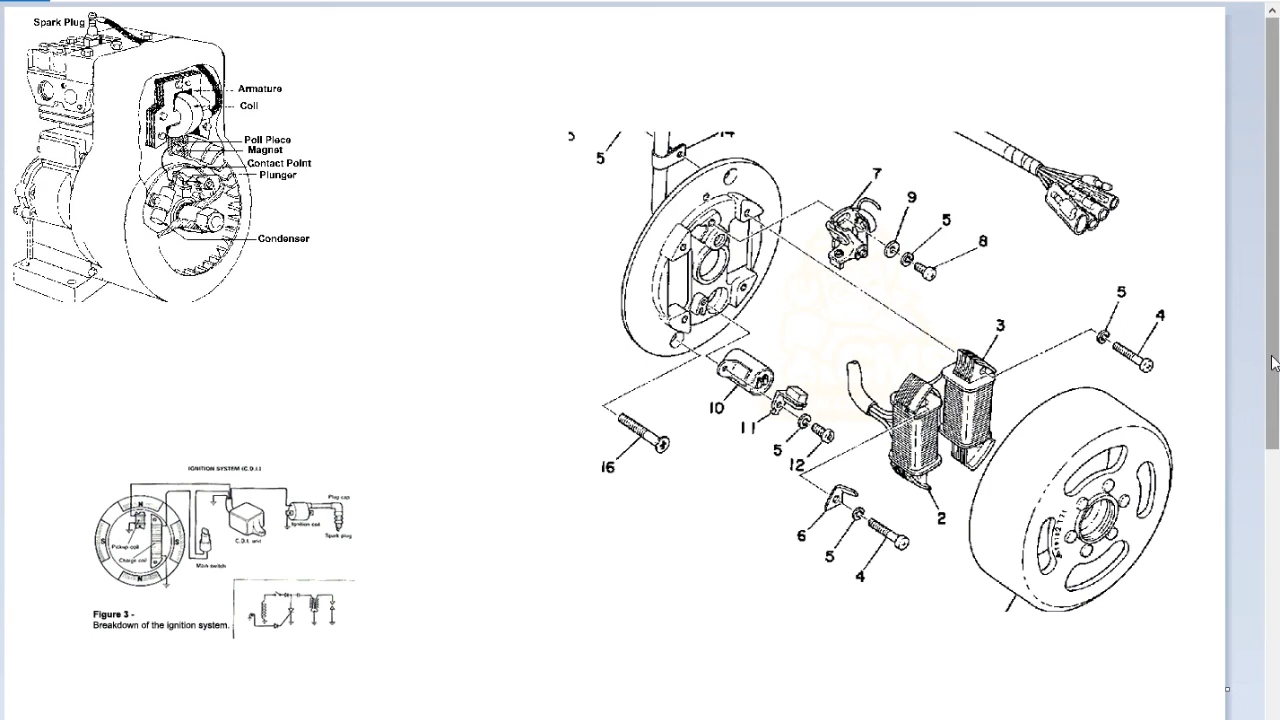 Spark Plug
Armature
Coil
Poll Piece
Magnet
Contact Point
Plunger
Condenser
5
14
7
9
5
8
5
4
3
10
11
5
12
16
2
6
5
4
IGNITION SYSTEM (C.D.I.)
N
S
S
N
Pickup coil
Charge coil
Main switch
C.D.I. unit
Ignition coil
Plug cap
Spark plug
Figure 3 -
Breakdown of the ignition system.